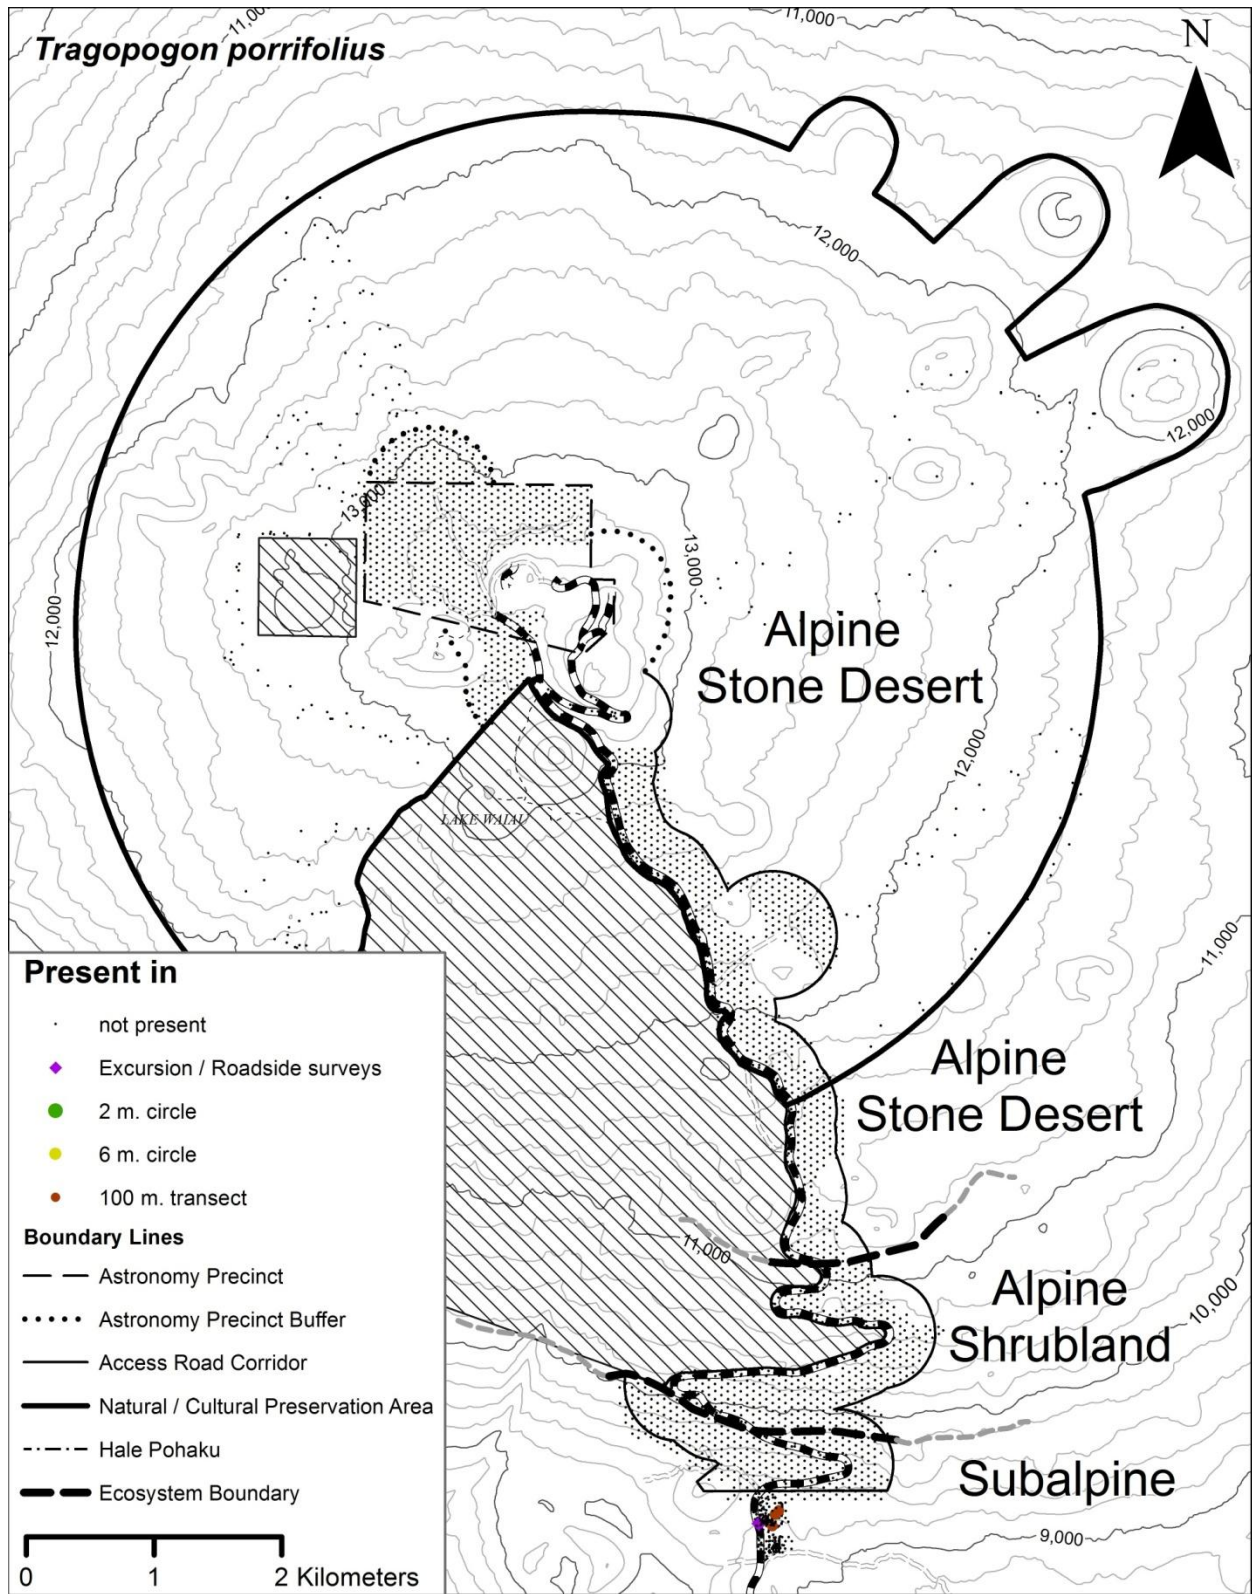 11,000
11,000
Tragopogon porrifolius
N
12,000
12,000
13,000
13,000
12,000
Alpine
Stone Desert
12,000
LAKE WAIAU
11,000
Present in
not present
Excursion / Roadside surveys
2 m. circle
6 m. circle
100 m. transect
Boundary Lines
Astronomy Precinct
Astronomy Precinct Buffer
Access Road Corridor
Natural / Cultural Preservation Area
Hale Pohaku
Ecosystem Boundary
0 1 2 Kilometers
Alpine
Stone Desert
11,000
Alpine
Shrubland
10,000
Subalpine
9,000